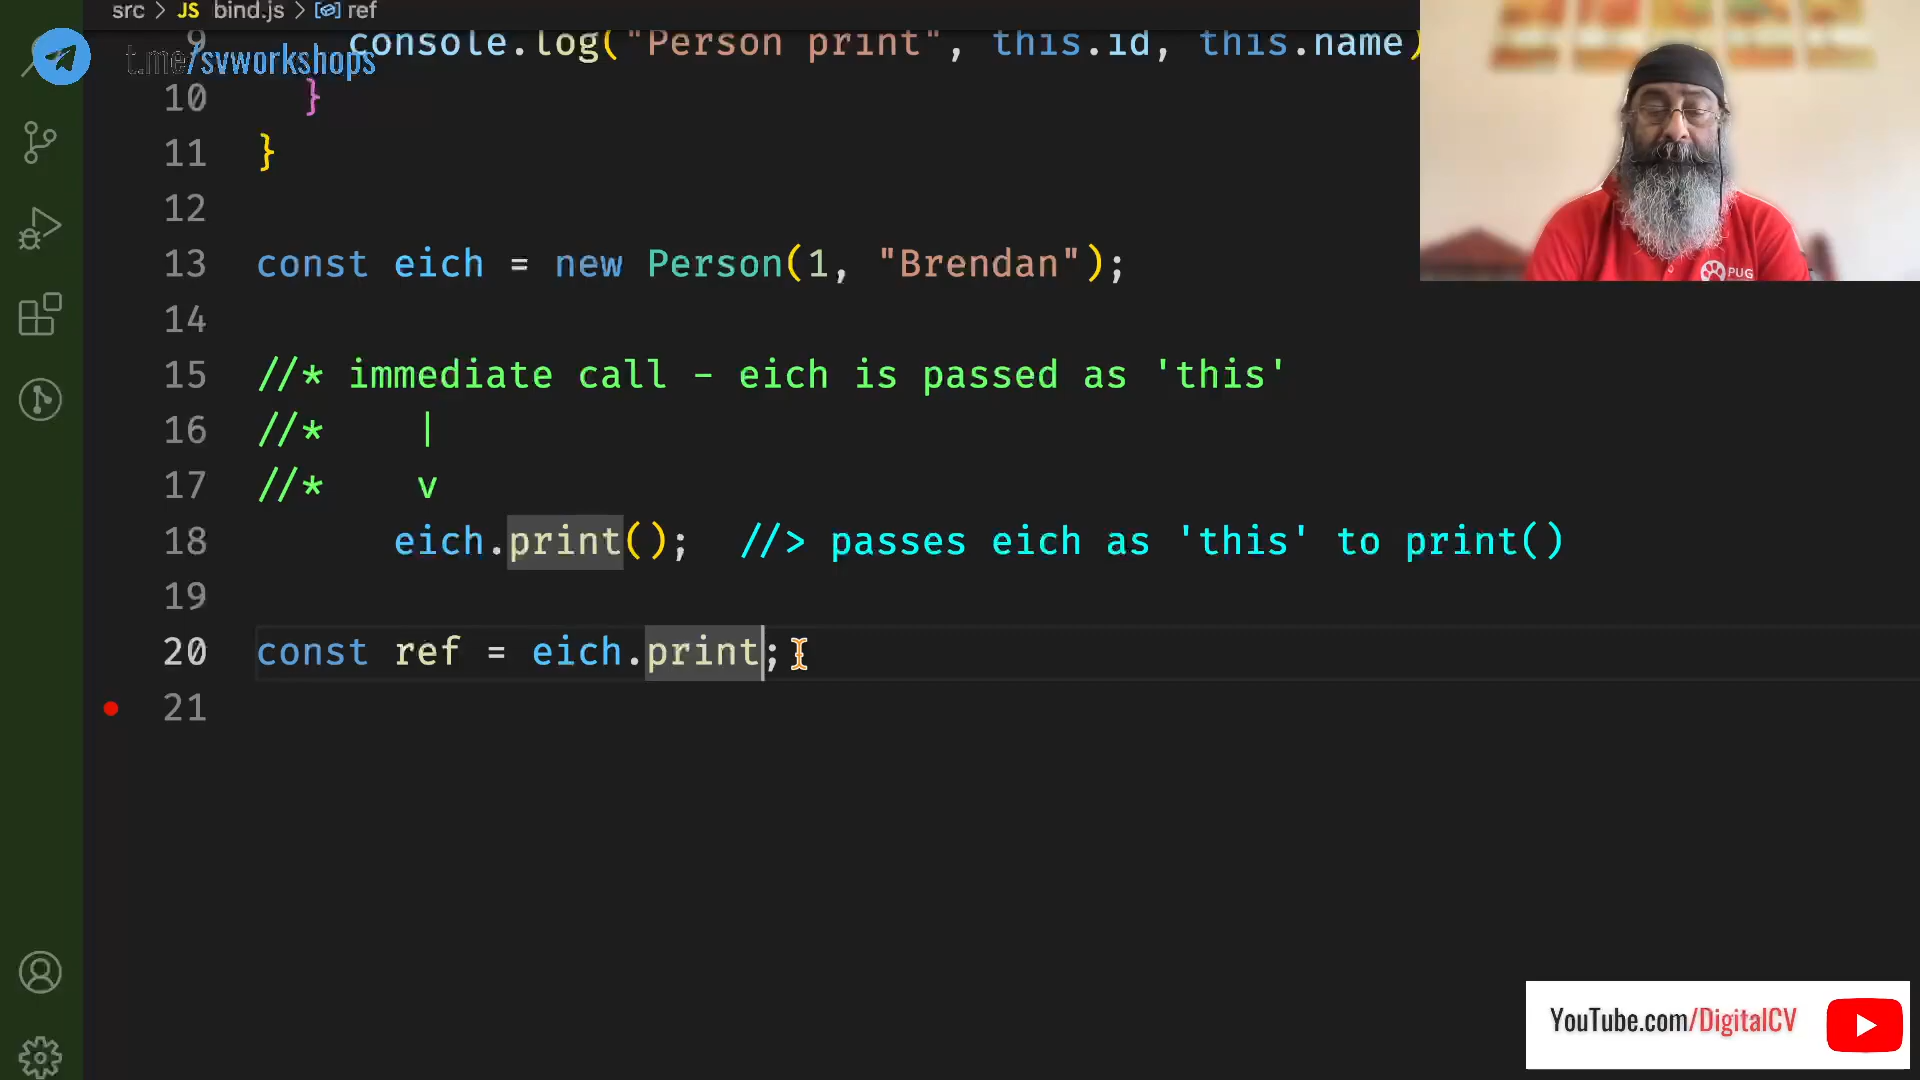 src > JS bind.js > ref
t.me/svworkshops
9 console.log("Person print", this.id, this.name)
10 }
11 }
12
13 const eich = new Person(1, "Brendan");
14
15 //* immediate call - eich is passed as 'this'
16 //* |
17 //* v
18 eich.print(); //> passes eich as 'this' to print()
19
20 const ref = eich.print;
21
PUG
YouTube.com/DigitalCV